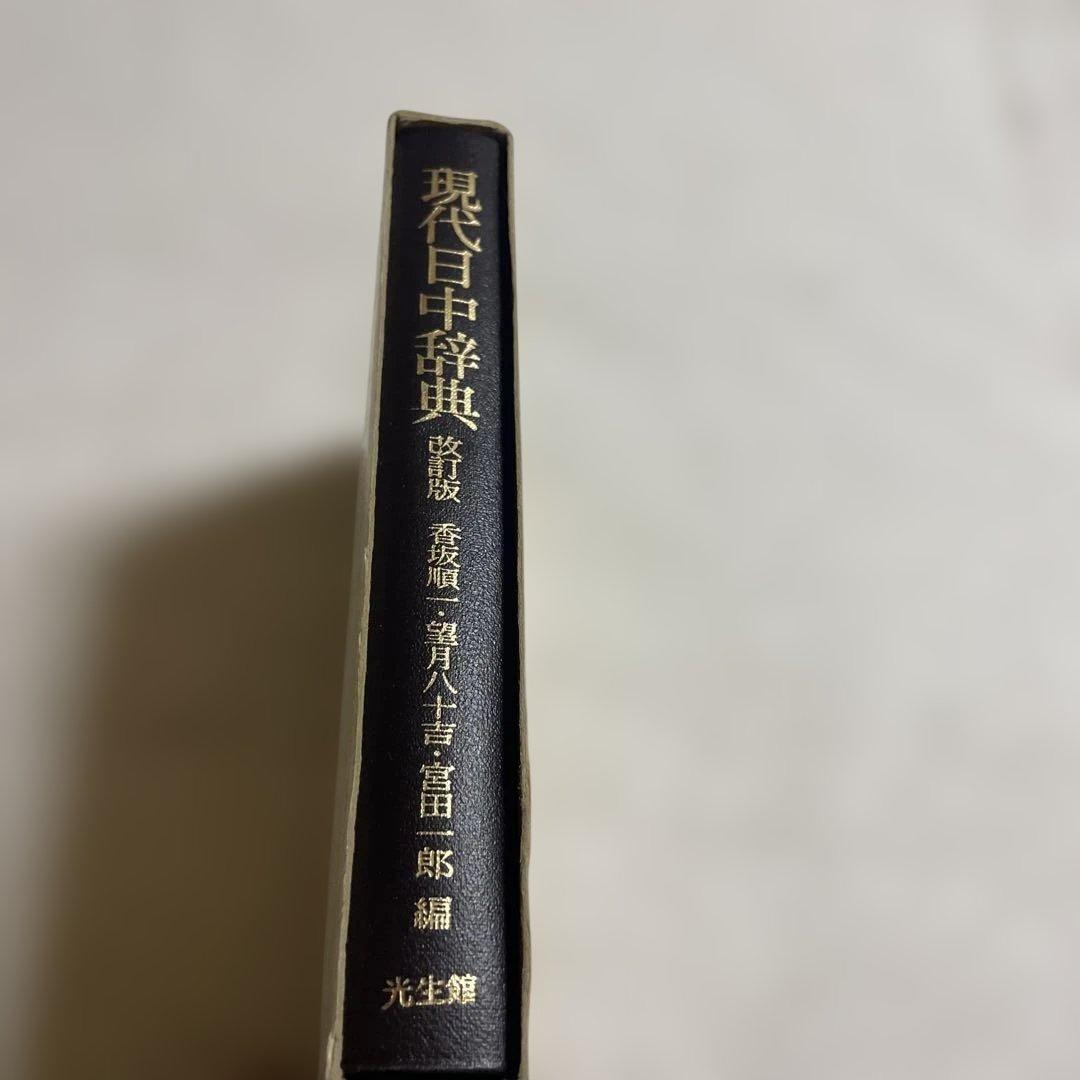 現代日中辞典
改訂版
香坂順一・望月八十吉・宮田一郎 編
光生館